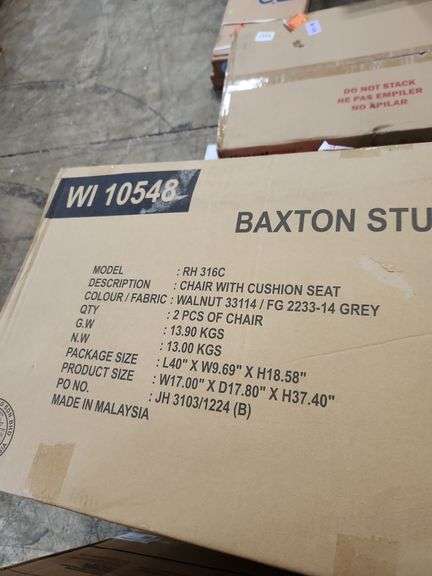 DO NOT STACK
NE PAS EMPILER
NO APILAR
WI 10548
BAXTON STU
MODEL : RH 316C
DESCRIPTION : CHAIR WITH CUSHION SEAT
COLOUR / FABRIC : WALNUT 33114 / FG 2233-14 GREY
QTY : 2 PCS OF CHAIR
G.W : 13.90 KGS
N.W : 13.00 KGS
PACKAGE SIZE : L40" X W9.69" X H18.58"
PRODUCT SIZE : W17.00" X D17.80" X H37.40"
PO NO. : JH 3103/1224 (B)
MADE IN MALAYSIA